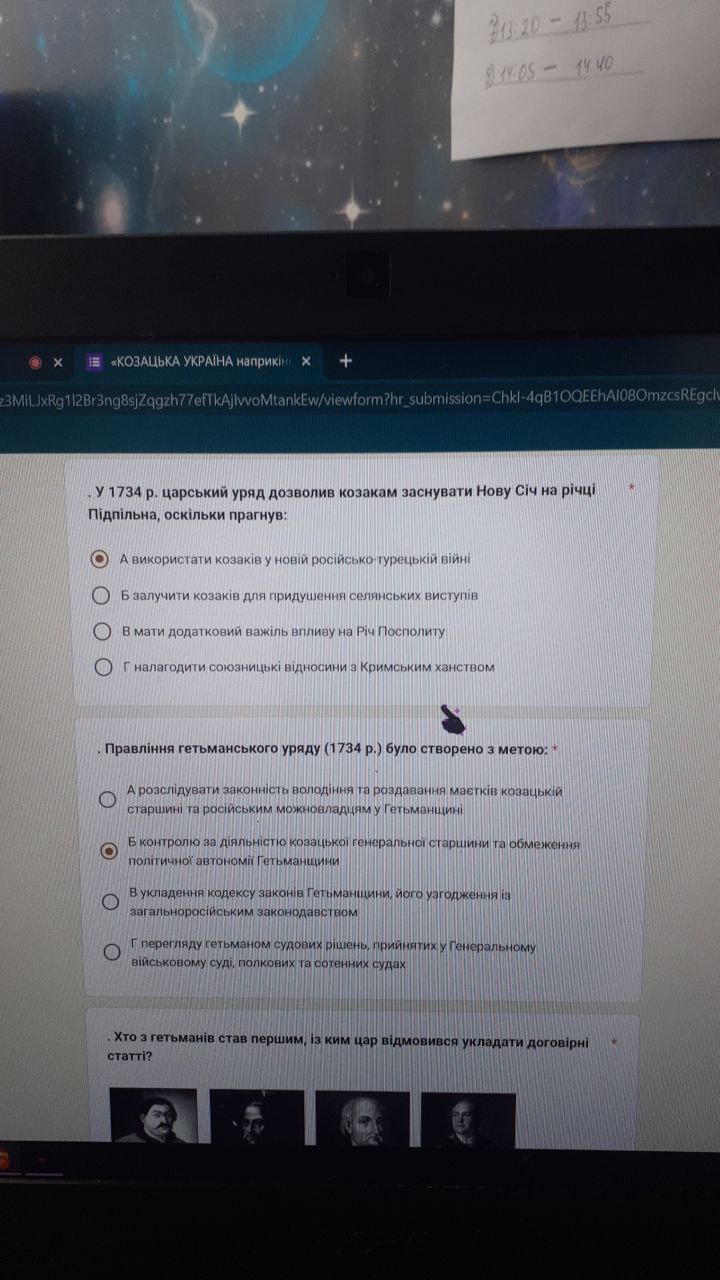 7) 13:20 - 13:55
8) 14:05 - 14:40
«КОЗАЦЬКА УКРАЇНА наприкін
z3MiLJxRg1l2Br3ng8sjZqgzh77efTkAjlvvoMtankEw/viewform?hr_submission=ChkI-4qB1OQEEhAI08OmzcsREgcIv
. У 1734 р. царський уряд дозволив козакам заснувати Нову Січ на річці *
Підпільна, оскільки прагнув:
А використати козаків у новій російсько-турецькій війні
Б залучити козаків для придушення селянських виступів
В мати додатковий важіль впливу на Річ Посполиту
Г налагодити союзницькі відносини з Кримським ханством
. Правління гетьманського уряду (1734 р.) було створено з метою: *
А розслідувати законність володіння та роздавання маєтків козацькій
старшині та російським можновладцям у Гетьманщині
Б контролю за діяльністю козацької генеральної старшини та обмеження
політичної автономії Гетьманщини
В укладення кодексу законів Гетьманщини, його узгодження із
загальноросійським законодавством
Г перегляду гетьманом судових рішень, прийнятих у Генеральному
військовому суді, полкових та сотенних судах
. Хто з гетьманів став першим, із ким цар відмовився укладати договірні *
статті?